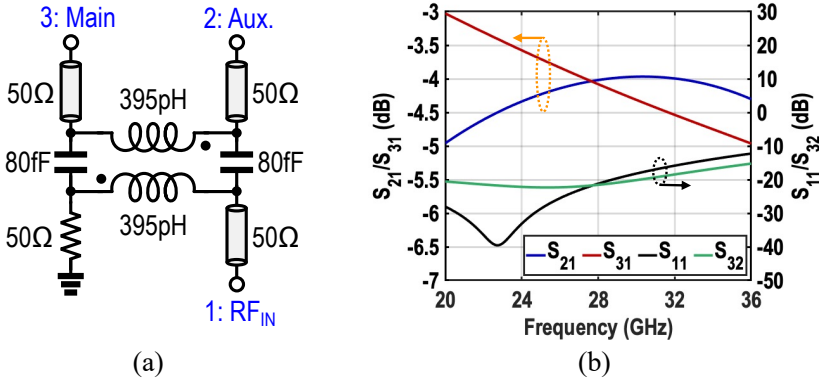 3: Main
2: Aux.
50Ω
395pH
50Ω
80fF
80fF
50Ω
395pH
50Ω
1: RF_IN
(a)
-3
-3.5
-4
-4.5
-5
-5.5
-6
-6.5
-7
S21/S31 (dB)
30
20
10
0
-10
-20
-30
-40
-50
S11/S32 (dB)
S21 S31 S11 S32
20 24 28 32 36
Frequency (GHz)
(b)